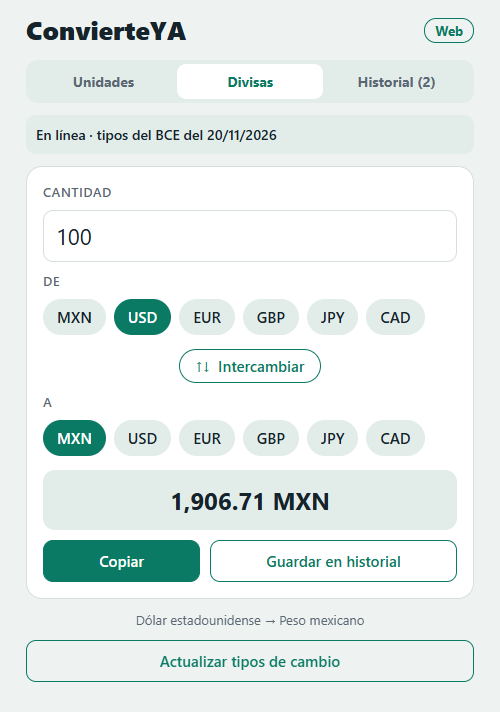 ConvierteYA
Web
Unidades Divisas Historial (2)
En línea · tipos del BCE del 20/11/2026
CANTIDAD
100
DE
MXN USD EUR GBP JPY CAD
↑↓ Intercambiar
A
MXN USD EUR GBP JPY CAD
1,906.71 MXN
Copiar Guardar en historial
Dólar estadounidense → Peso mexicano
Actualizar tipos de cambio